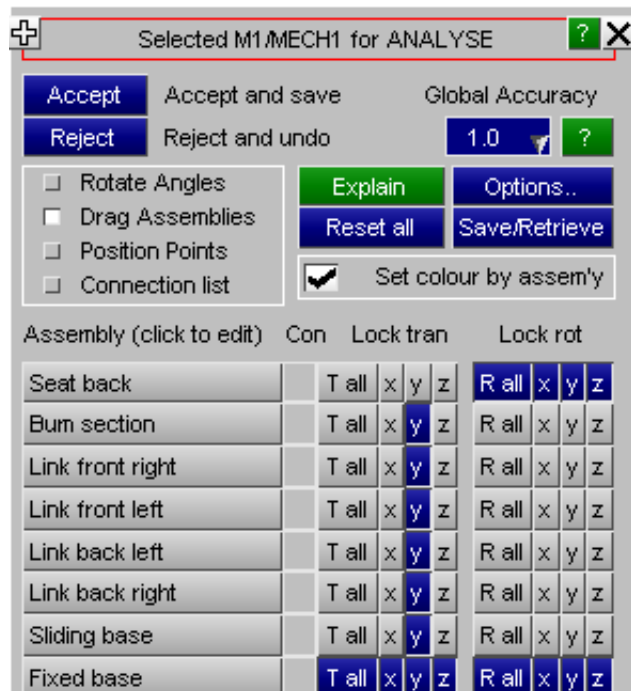 Selected M1/MECH1 for ANALYSE ? X
Accept Accept and save Global Accuracy
Reject Reject and undo 1.0 ?
Rotate Angles Explain Options..
Drag Assemblies Reset all Save/Retrieve
Position Points
Connection list Set colour by assem'y
Assembly (click to edit) Con Lock tran Lock rot
Seat back T all x y z R all x y z
Bum section T all x y z R all x y z
Link front right T all x y z R all x y z
Link front left T all x y z R all x y z
Link back left T all x y z R all x y z
Link back right T all x y z R all x y z
Sliding base T all x y z R all x y z
Fixed base T all x y z R all x y z